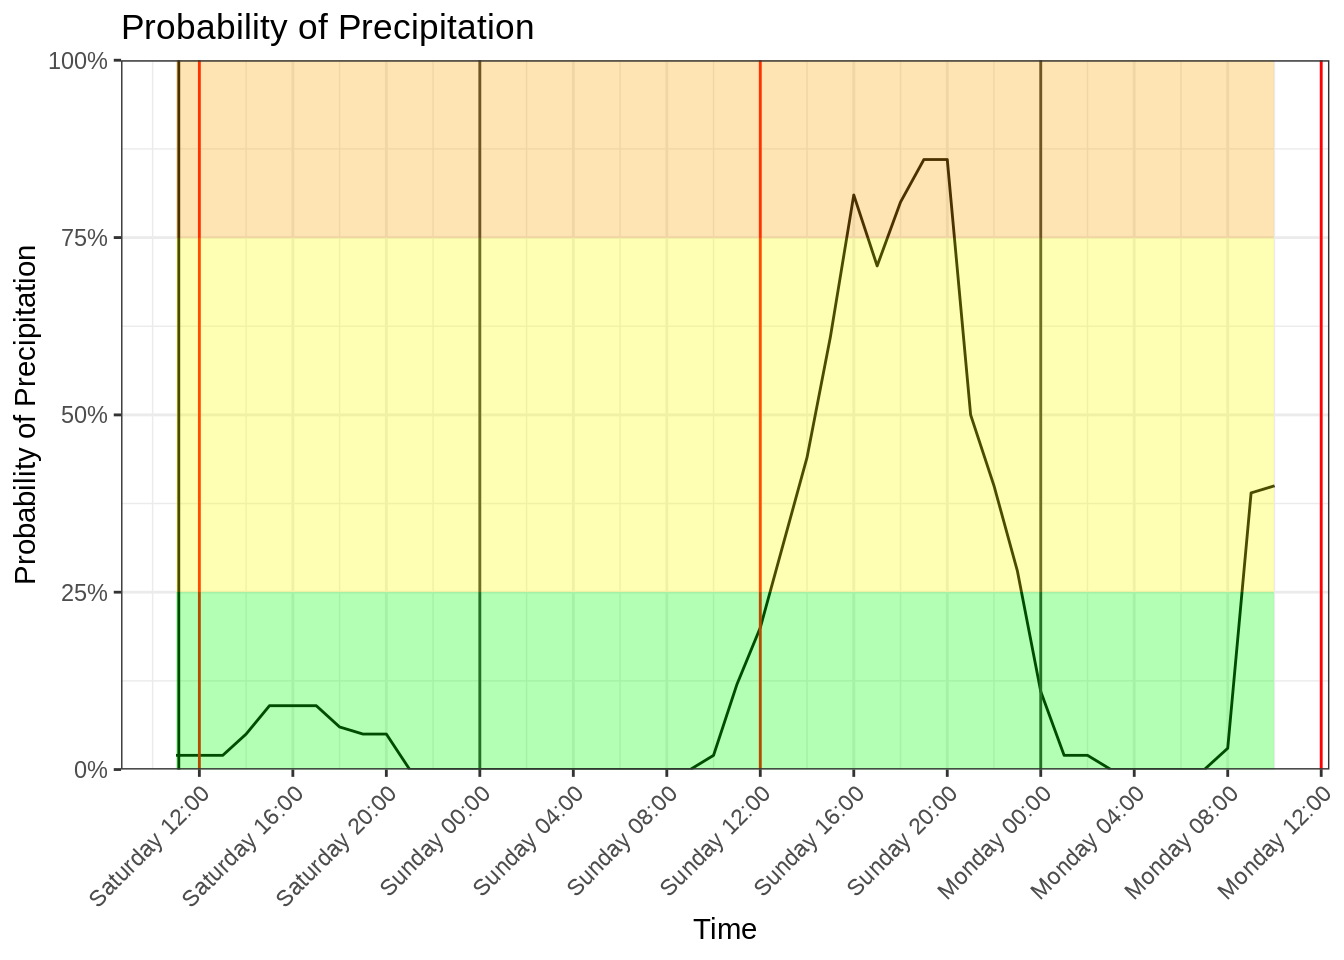 Probability of Precipitation
Probability of Precipitation
100%
75%
50%
25%
0%
Saturday 12:00
Saturday 16:00
Saturday 20:00
Sunday 00:00
Sunday 04:00
Sunday 08:00
Sunday 12:00
Sunday 16:00
Sunday 20:00
Monday 00:00
Monday 04:00
Monday 08:00
Monday 12:00
Time